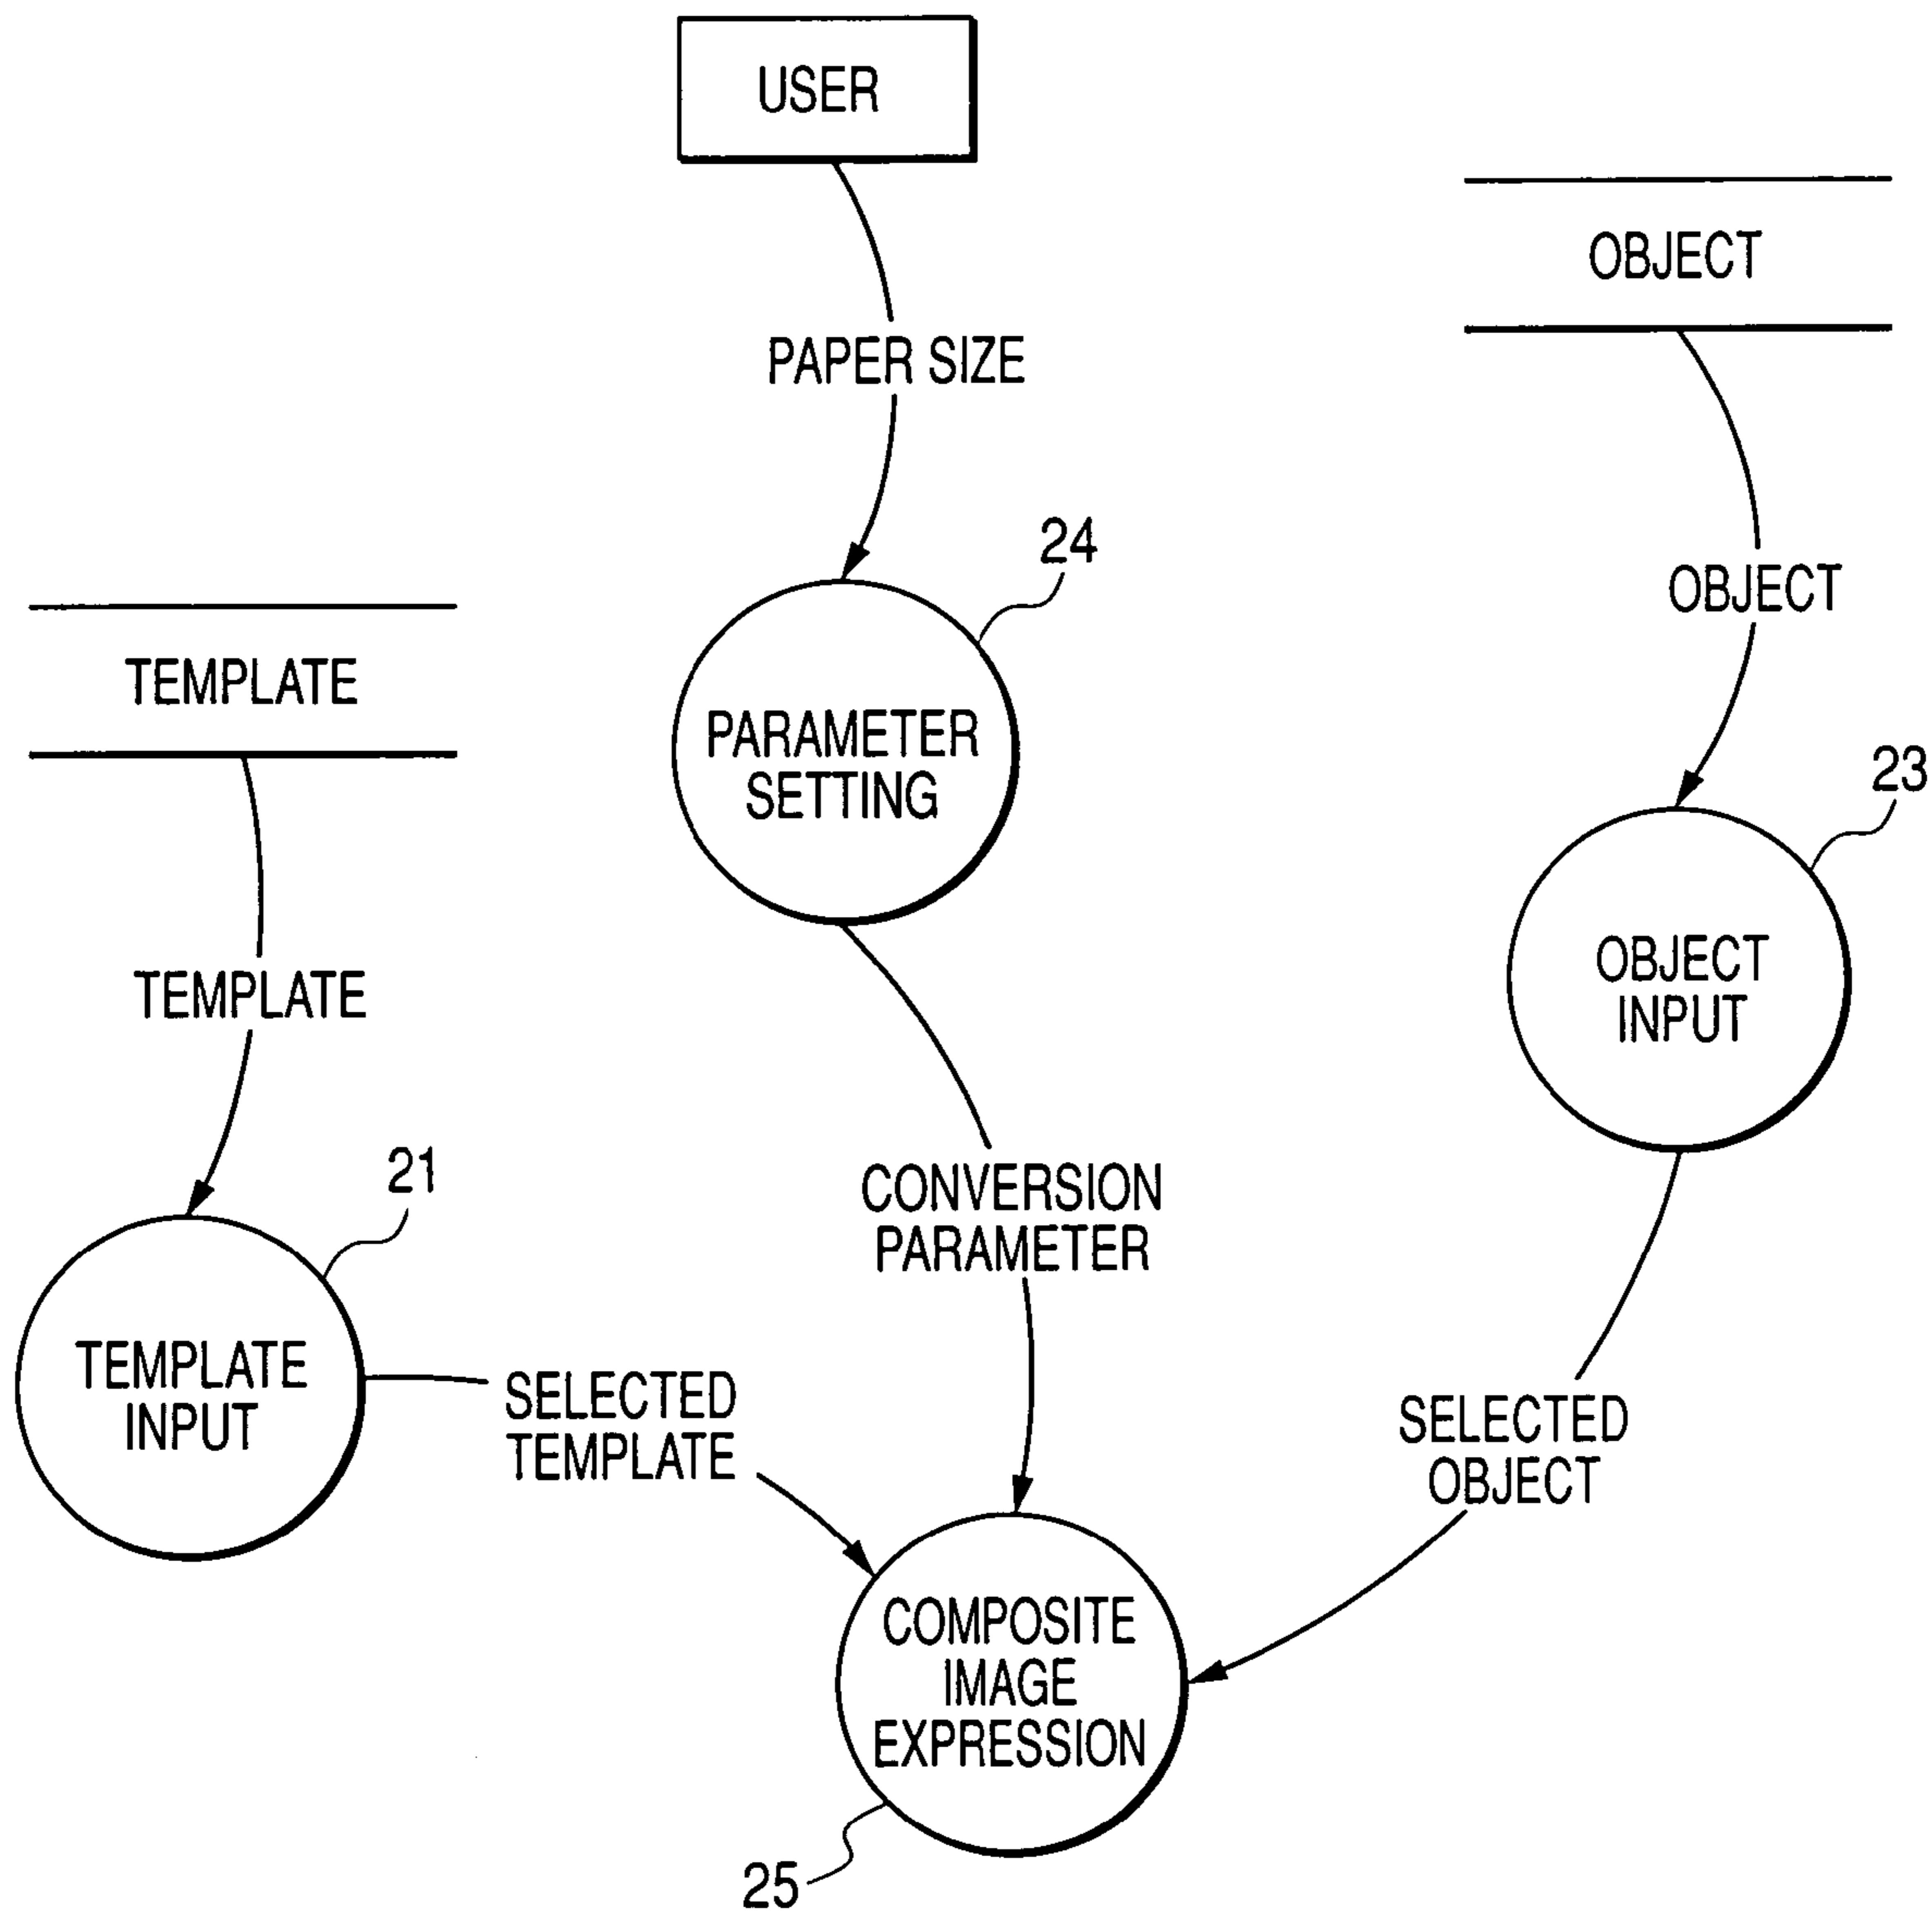 USER
OBJECT
PAPER SIZE
24
OBJECT
TEMPLATE
PARAMETER
SETTING
23
TEMPLATE
OBJECT
INPUT
21
CONVERSION
PARAMETER
TEMPLATE
INPUT
SELECTED
TEMPLATE
SELECTED
OBJECT
COMPOSITE
IMAGE
EXPRESSION
25